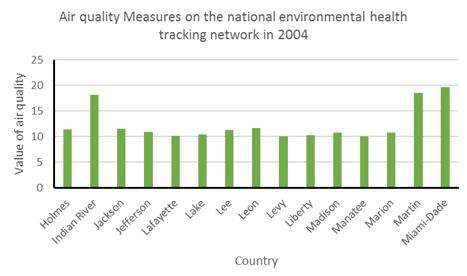 Air quality Measures on the national environmental health
tracking network in 2004
Value of air quality
25
20
15
10
5
0
Holmes
Indian River
Jackson
Jefferson
Lafayette
Lake
Lee
Leon
Levy
Liberty
Madison
Manatee
Marion
Martin
Miami-Dade
Country